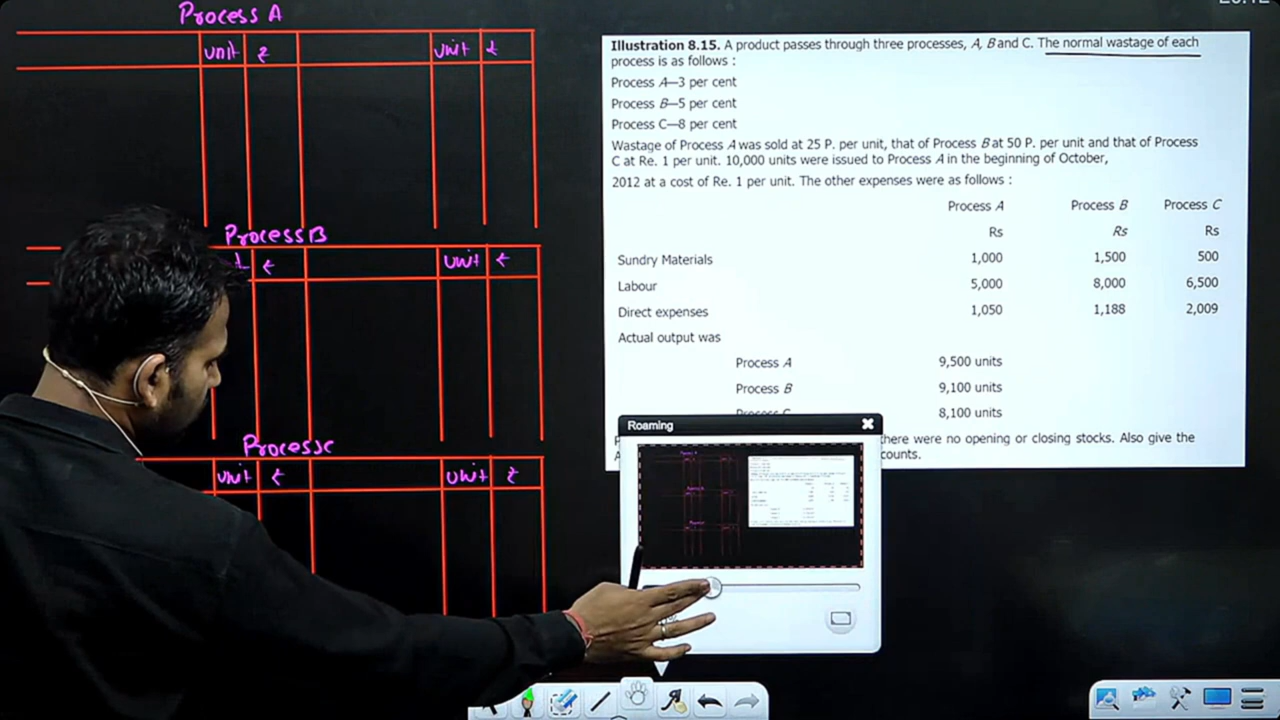 Process A
unit ₹ unit ₹
Process B
₹ unit ₹
Process C
unit ₹ unit ₹
Illustration 8.15. A product passes through three processes, A, B and C. The normal wastage of each
process is as follows :
Process A—3 per cent
Process B—5 per cent
Process C—8 per cent
Wastage of Process A was sold at 25 P. per unit, that of Process B at 50 P. per unit and that of Process
C at Re. 1 per unit. 10,000 units were issued to Process A in the beginning of October,
2012 at a cost of Re. 1 per unit. The other expenses were as follows :
Process A Process B Process C
Rs Rs Rs
Sundry Materials 1,000 1,500 500
Labour 5,000 8,000 6,500
Direct expenses 1,050 1,188 2,009
Actual output was
Process A 9,500 units
Process B 9,100 units
Process C 8,100 units
there were no opening or closing stocks. Also give the
Roaming